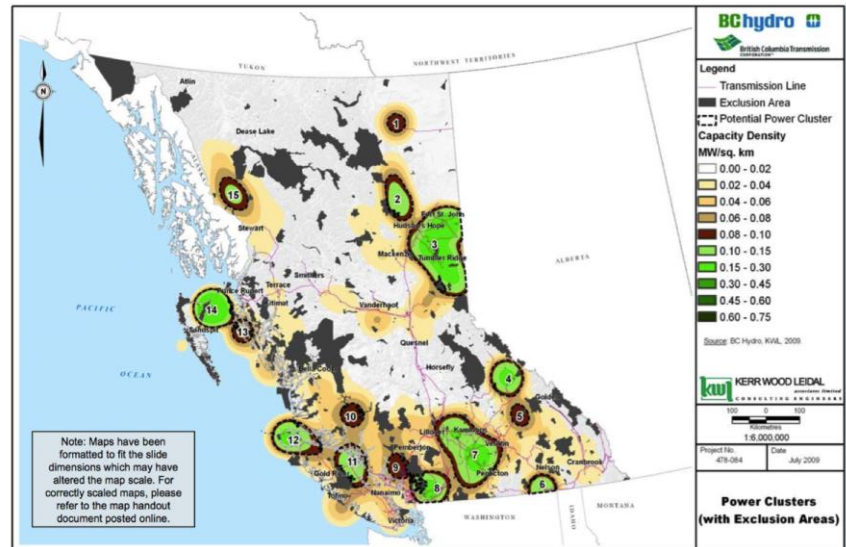 BChydro
British Columbia Transmission
CORPORATION
Legend
Transmission Line
Exclusion Area
Potential Power Cluster
Capacity Density
MW/sq. km
0.00 - 0.02
0.02 - 0.04
0.04 - 0.06
0.06 - 0.08
0.08 - 0.10
0.10 - 0.15
0.15 - 0.30
0.30 - 0.45
0.45 - 0.60
0.60 - 0.75
Source: BC Hydro, KWL, 2009.
kwl KERR WOOD LEIDAL
associates limited
CONSULTING ENGINEERS
100 0 100
Kilometres
1:6,000,000
Project No. Date
478-064 July 2009
Power Clusters
(with Exclusion Areas)
N
YUKON
NORTHWEST TERRITORIES
Atlin
1
Dease Lake
ALASKA
15
2
Fort St. John
Hudson's Hope
3
Stewart
Mackenzie
Tumbler Ridge
ALBERTA
Smithers
Terrace
Prince Rupert
Kitimat
14
Vanderhoof
PACIFIC
13
Sandspit
Quesnel
OCEAN
Bella Coola
Horsefly
4
Golden
10
5
12
Lillooet
Kamloops
Pemberton
Vernon
7
11
9
Gold River
Penticton
Nelson
Cranbrook
8
6
Tofino
Nanaimo
Victoria
WASHINGTON
IDAHO
MONTANA
Note: Maps have been
formatted to fit the slide
dimensions which may have
altered the map scale. For
correctly scaled maps, please
refer to the map handout
document posted online.